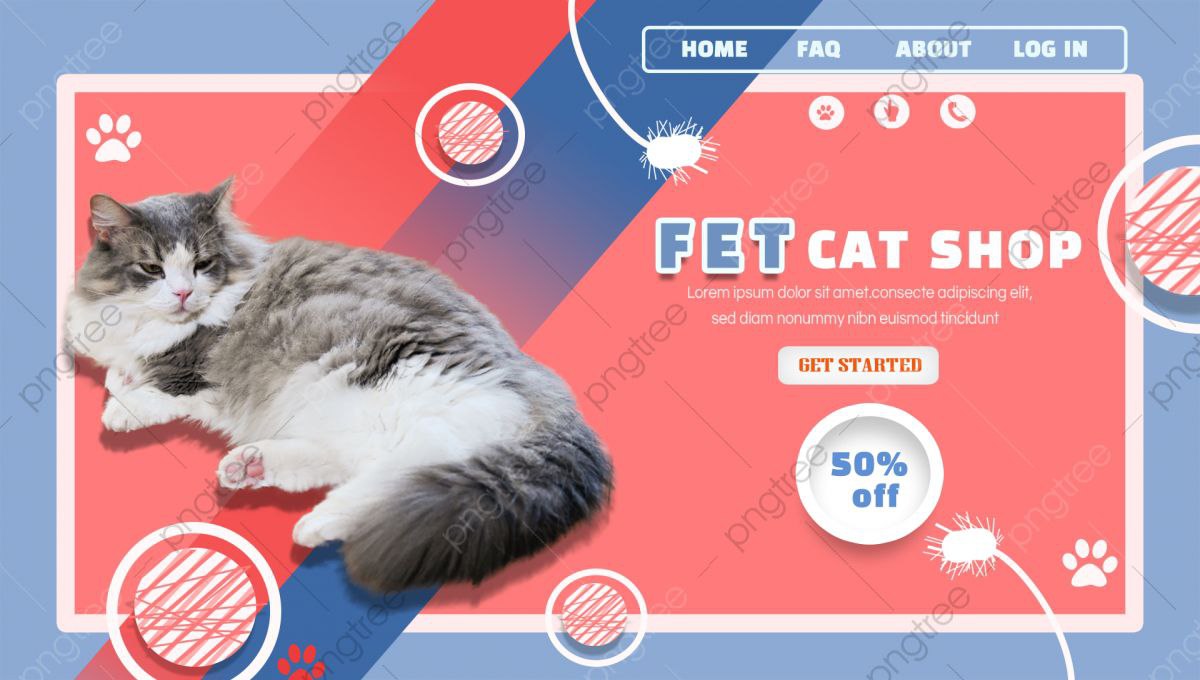 HOME FAQ ABOUT LOG IN
FET CAT SHOP
Lorem ipsum dolor sit amet.consecte adipiscing elit,
sed diam nonummy nibn euismod tincidunt
GET STARTED
50%
off
pngtree